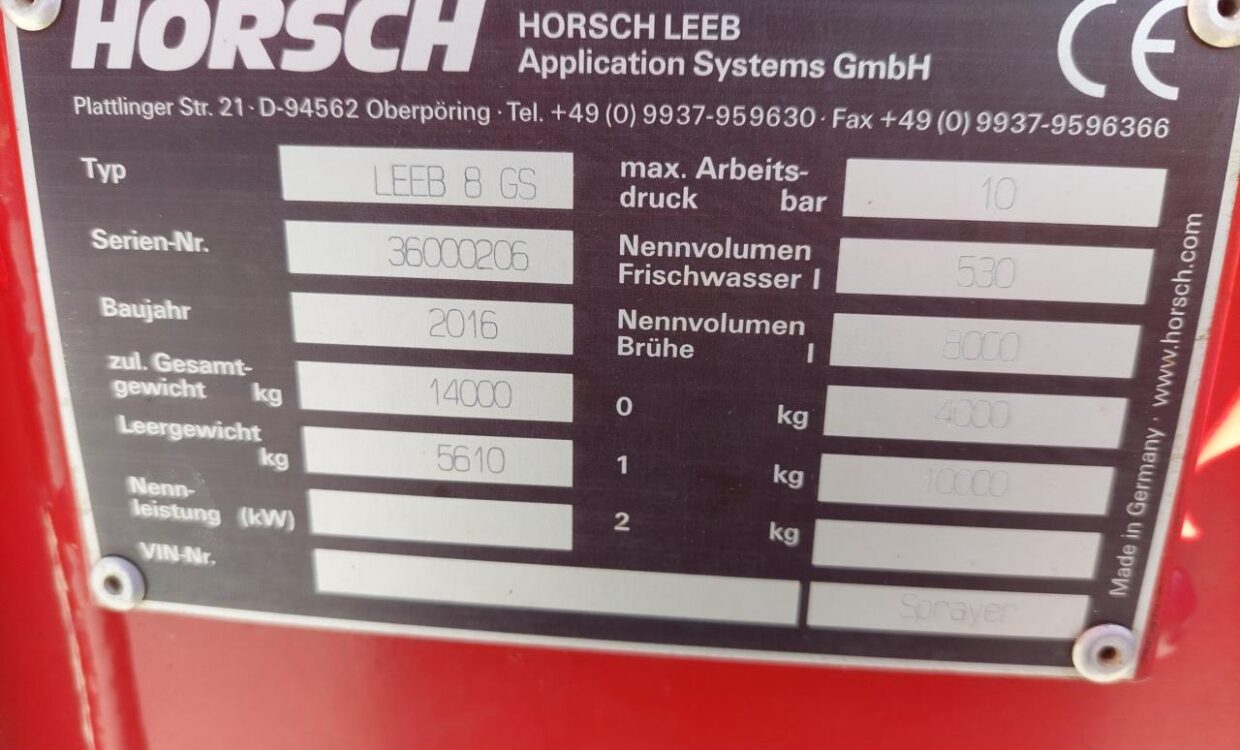 HORSCH
HORSCH LEEB
Application Systems GmbH
CE
Plattlinger Str. 21 · D-94562 Oberpöring · Tel. +49 (0) 9937-959630 · Fax +49 (0) 9937-9596366
Typ LEEB 8 GS
Serien-Nr. 36000206
Baujahr 2016
zul. Gesamt-
gewicht kg 14000
Leergewicht
kg 5610
Nenn-
leistung (kW)
VIN-Nr.
max. Arbeits-
druck bar 10
Nennvolumen
Frischwasser l 530
Nennvolumen
Brühe l 8000
0 kg 4000
1 kg 10000
2 kg
Sprayer
Made in Germany · www.horsch.com